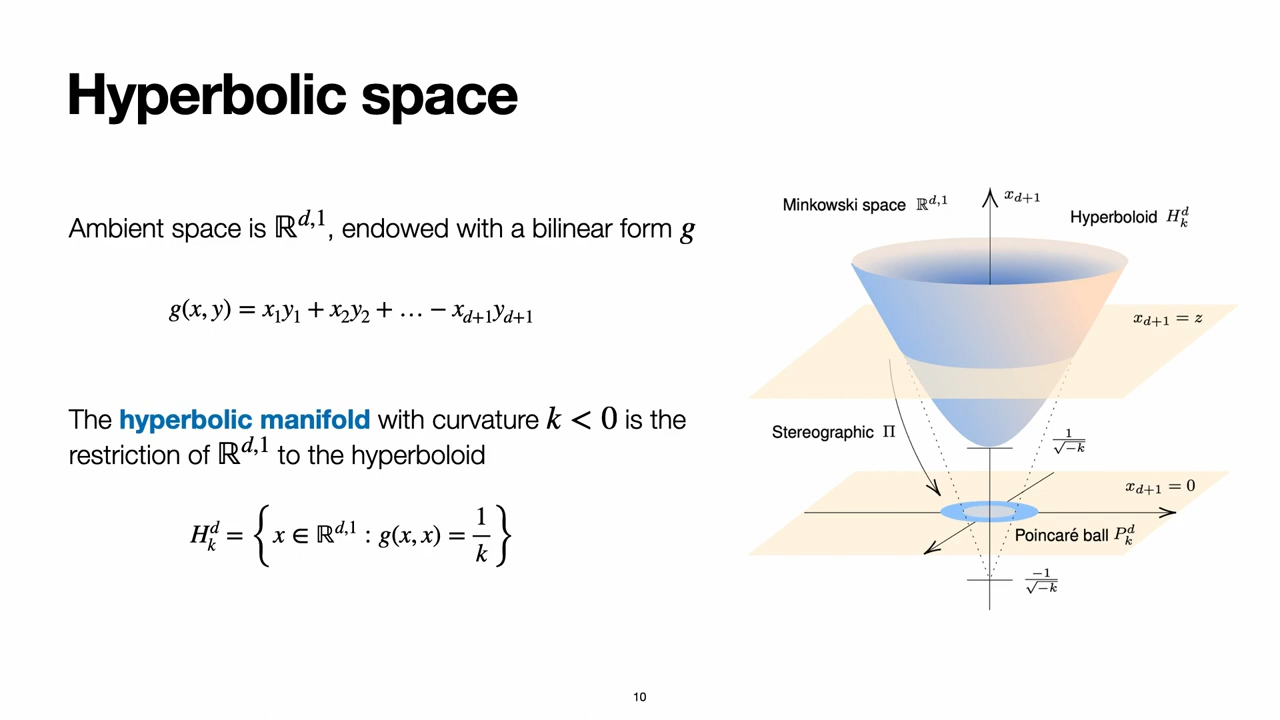 Hyperbolic space
Ambient space is ℝ^{d,1}, endowed with a bilinear form g
g(x, y) = x₁y₁ + x₂y₂ + … − x_{d+1}y_{d+1}
The hyperbolic manifold with curvature k < 0 is the
restriction of ℝ^{d,1} to the hyperboloid
H_k^d = { x ∈ ℝ^{d,1} : g(x, x) = 1/k }
Minkowski space ℝ^{d,1}
x_{d+1}
Hyperboloid H_k^d
x_{d+1} = z
Stereographic Π
1/√−k
x_{d+1} = 0
Poincaré ball P_k^d
−1/√−k
10